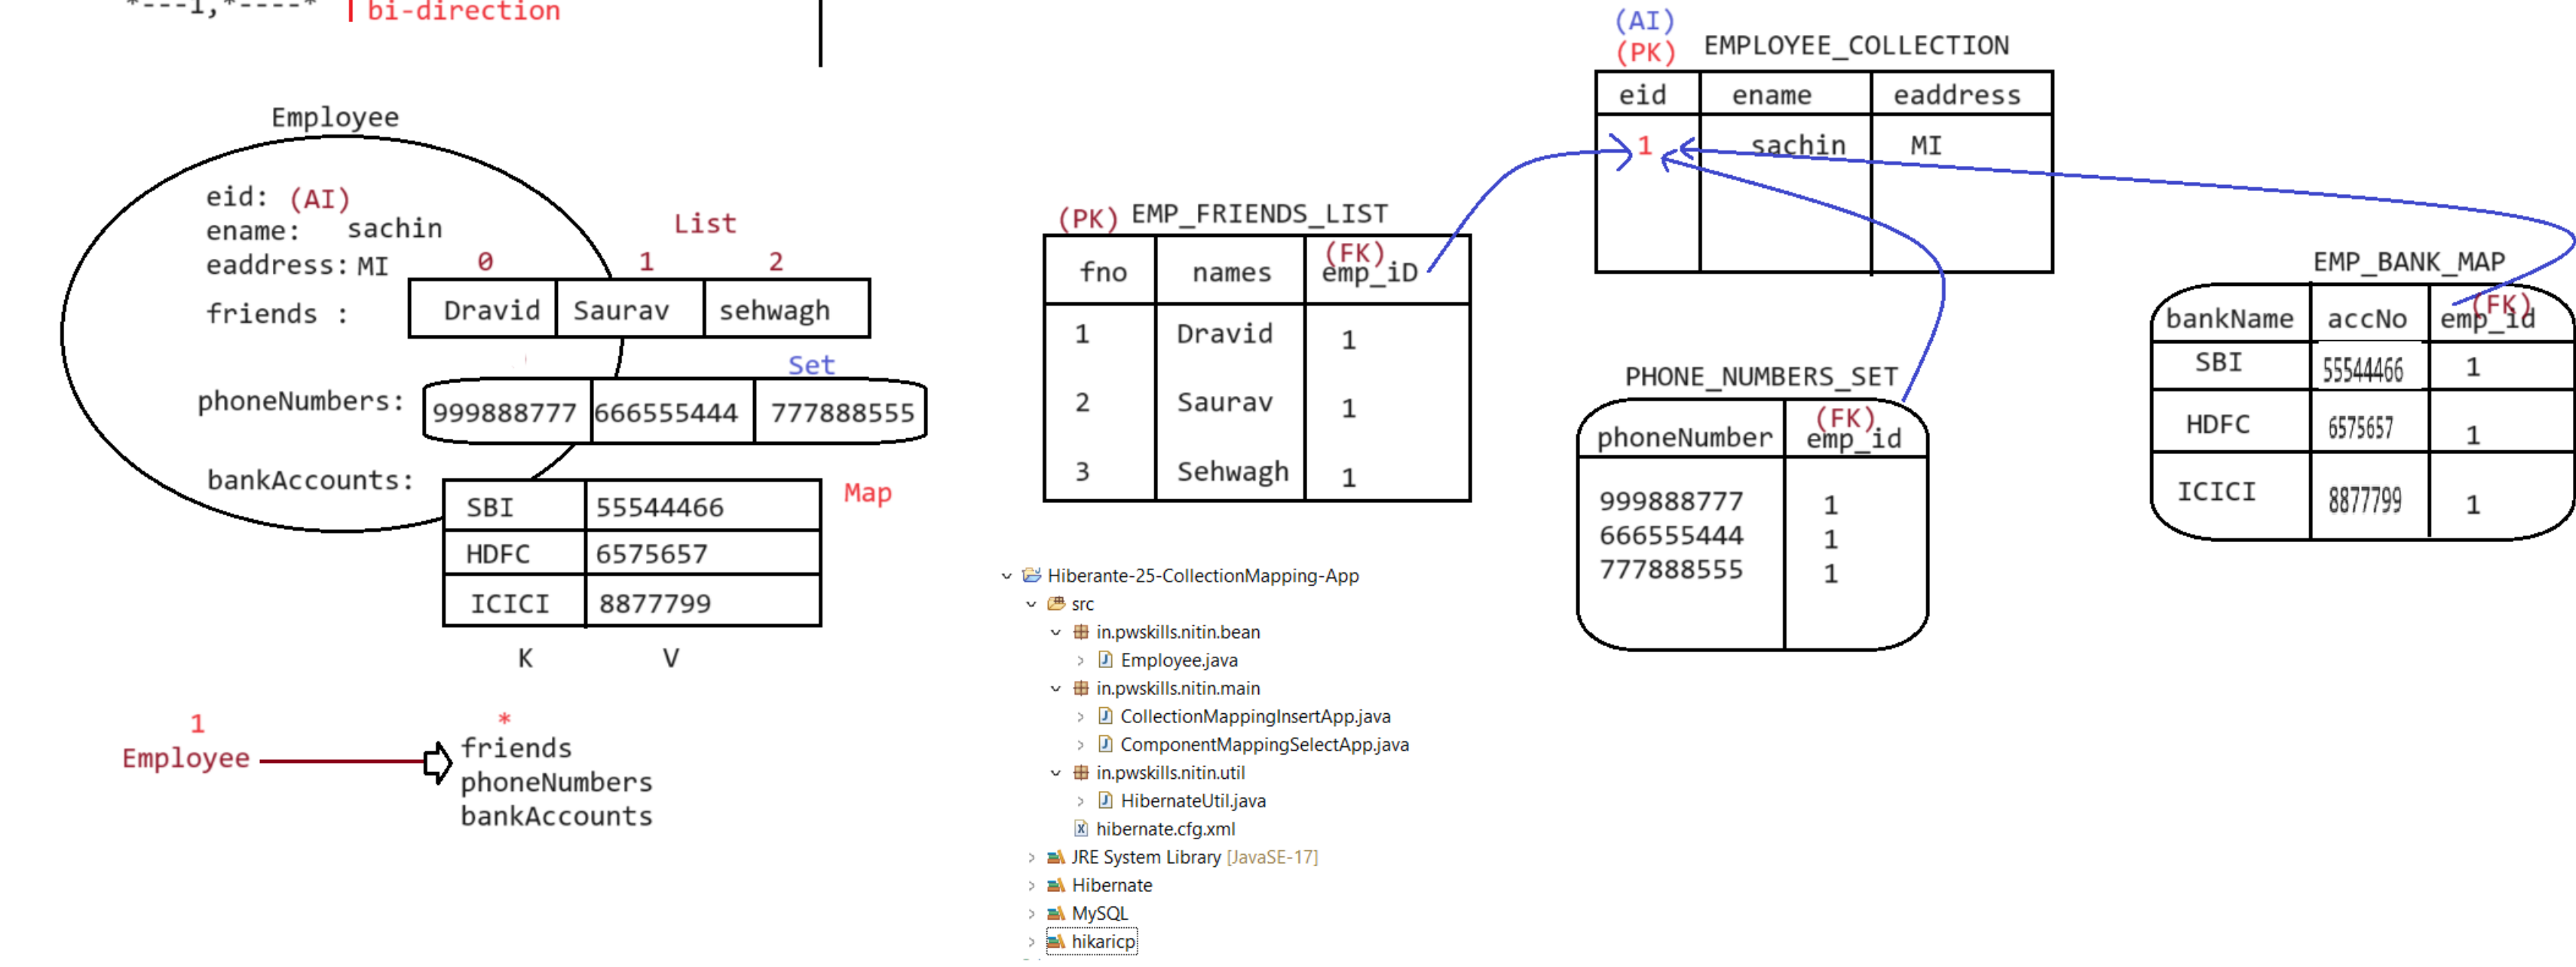 *---1,*----*
bi-direction
Employee
eid: (AI)
ename: sachin
eaddress: MI
List
0 1 2
friends : Dravid Saurav sehwagh
Set
phoneNumbers: 999888777 666555444 777888555
bankAccounts:
Map
SBI 55544466
HDFC 6575657
ICICI 8877799
K V
1 *
Employee
friends
phoneNumbers
bankAccounts
(PK) EMP_FRIENDS_LIST
(FK)
fno names emp_iD
1 Dravid 1
2 Saurav 1
3 Sehwagh 1
(AI)
(PK) EMPLOYEE_COLLECTION
eid ename eaddress
1 sachin MI
PHONE_NUMBERS_SET
(FK)
phoneNumber emp_id
999888777 1
666555444 1
777888555 1
EMP_BANK_MAP
(FK)
bankName accNo emp_id
SBI 55544466 1
HDFC 6575657 1
ICICI 8877799 1
Hiberante-25-CollectionMapping-App
src
in.pwskills.nitin.bean
Employee.java
in.pwskills.nitin.main
CollectionMappingInsertApp.java
ComponentMappingSelectApp.java
in.pwskills.nitin.util
HibernateUtil.java
hibernate.cfg.xml
JRE System Library [JavaSE-17]
Hibernate
MySQL
hikaricp